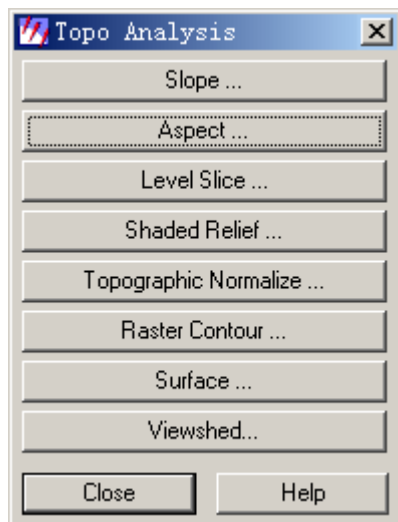 Topo Analysis
Slope ...
Aspect ...
Level Slice ...
Shaded Relief ...
Topographic Normalize ...
Raster Contour ...
Surface ...
Viewshed...
Close Help